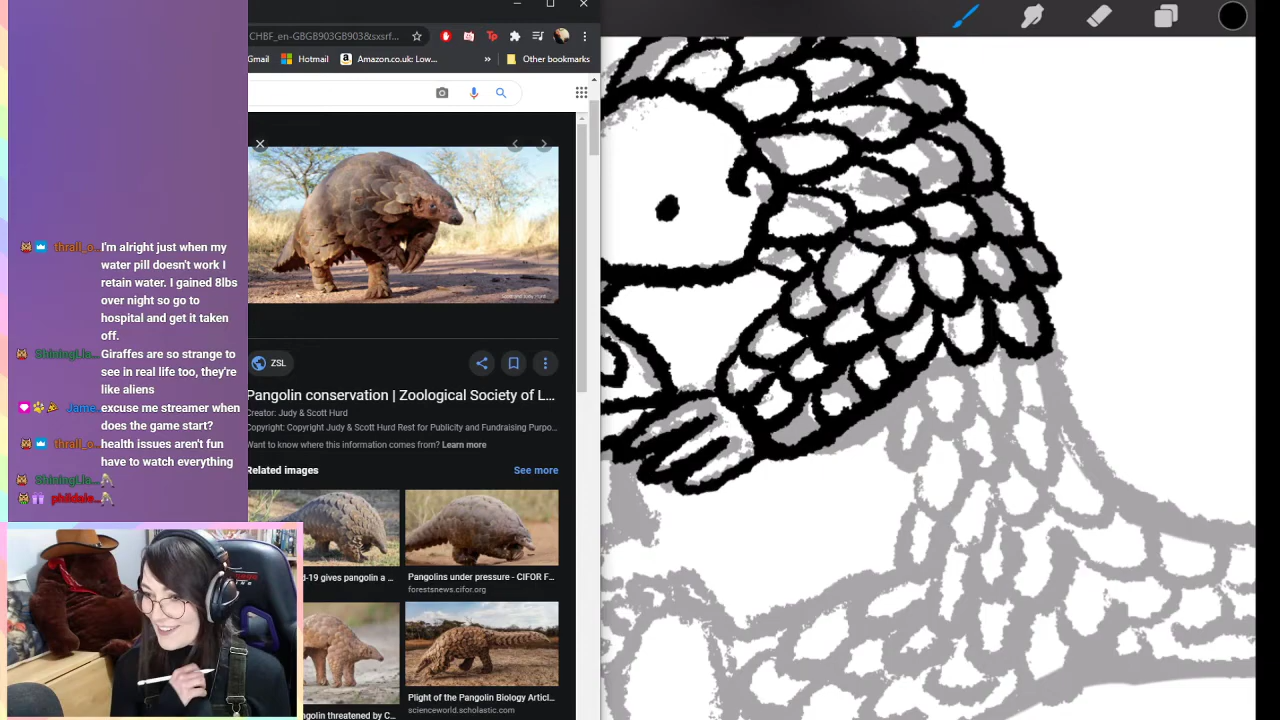 CHBF_en-GBGB903GB903&sxsrf...
Gmail
Hotmail
Amazon.co.uk: Low...
»
Other bookmarks
thrall_o...
I'm alright just when my
water pill doesn't work I
retain water. I gained 8lbs
over night so go to
hospital and get it taken
off.
Giraffes are so strange to
see in real life too, they're
like aliens
Jame...
excuse me streamer when
does the game start?
thrall_o...
health issues aren't fun
have to watch everything
phildale...
ZSL
Pangolin conservation | Zoological Society of L...
Creator: Judy & Scott Hurd
Copyright: Copyright Judy & Scott Hurd Rest for Publicity and Fundraising Purpo...
Want to know where this information comes from? Learn more
Related images
See more
d-19 gives pangolin a ...
Pangolins under pressure - CIFOR F...
forestsnews.cifor.org
ngolin threatened by C...
Plight of the Pangolin Biology Articl...
scienceworld.scholastic.com